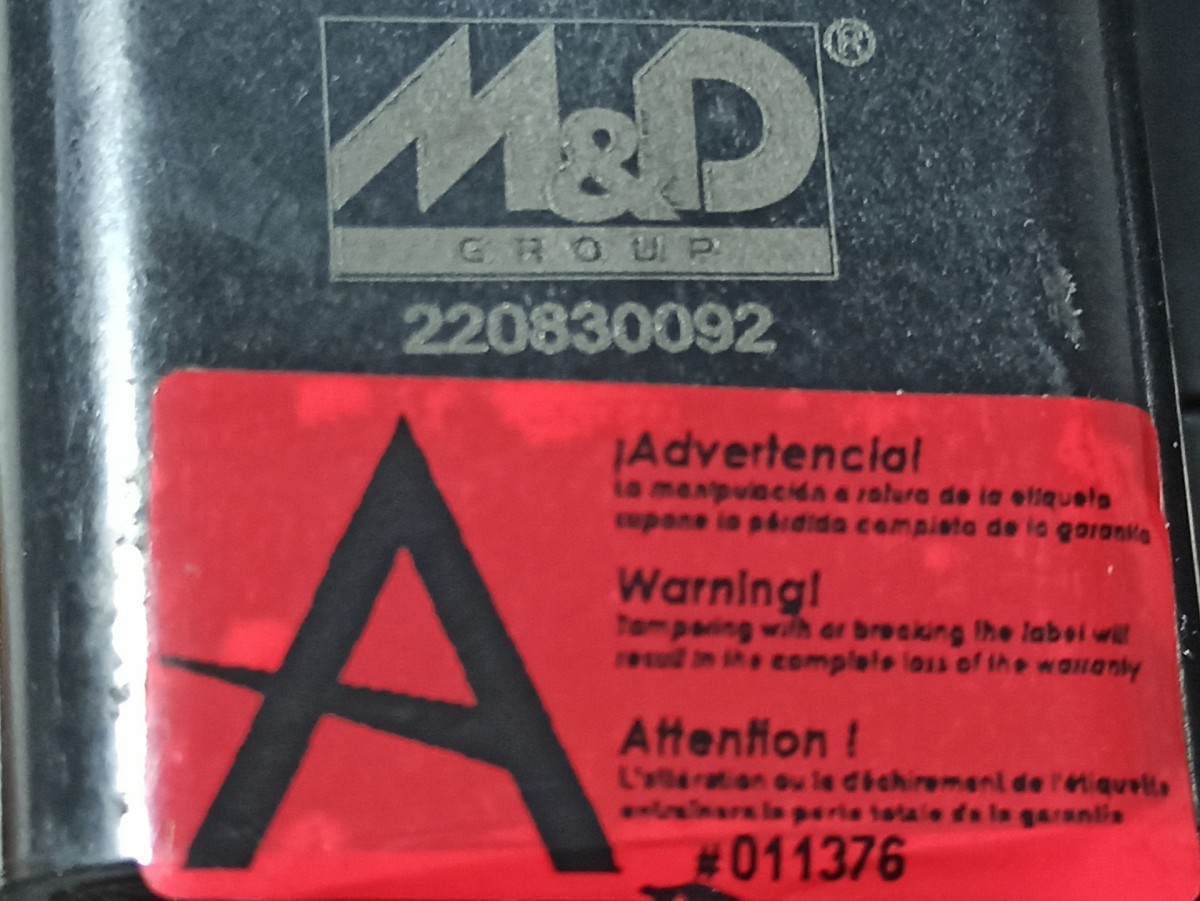 M&D®
GROUP
220830092
A
¡Advertencia!
La manipulación o rotura de la etiqueta
supone la pérdida completa de la garantía
Warning!
Tampering with or breaking the label will
result in the complete loss of the warranty
Attention !
L'altération ou le déchirement de l'étiquette
entraînera la perte totale de la garantie
#011376